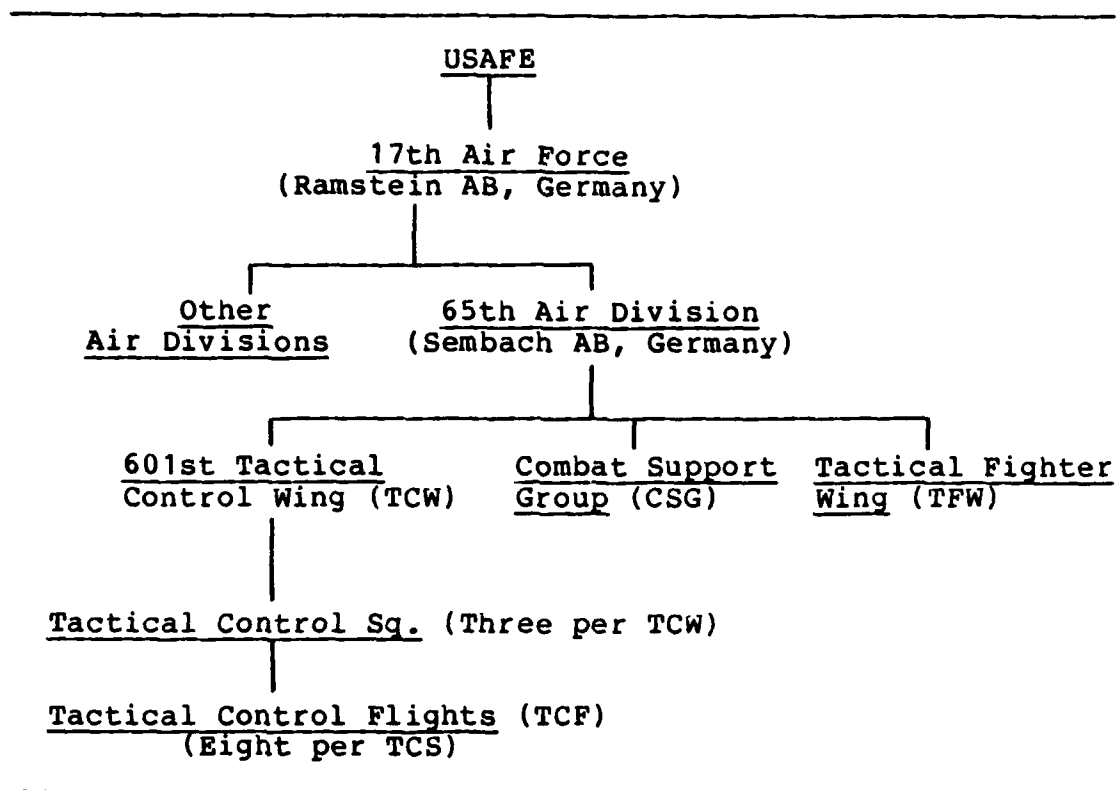 USAFE
17th Air Force
(Ramstein AB, Germany)
Other
Air Divisions
65th Air Division
(Sembach AB, Germany)
601st Tactical
Control Wing (TCW)
Combat Support
Group (CSG)
Tactical Fighter
Wing (TFW)
Tactical Control Sq. (Three per TCW)
Tactical Control Flights (TCF)
(Eight per TCS)